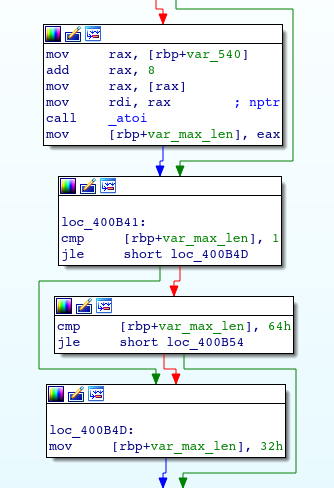 mov     rax, [rbp+var_540]
add     rax, 8
mov     rax, [rax]
mov     rdi, rax        ; nptr
call    _atoi
mov     [rbp+var_max_len], eax
loc_400B41:
cmp     [rbp+var_max_len], 1
jle     short loc_400B4D
cmp     [rbp+var_max_len], 64h
jle     short loc_400B54
loc_400B4D:
mov     [rbp+var_max_len], 32h